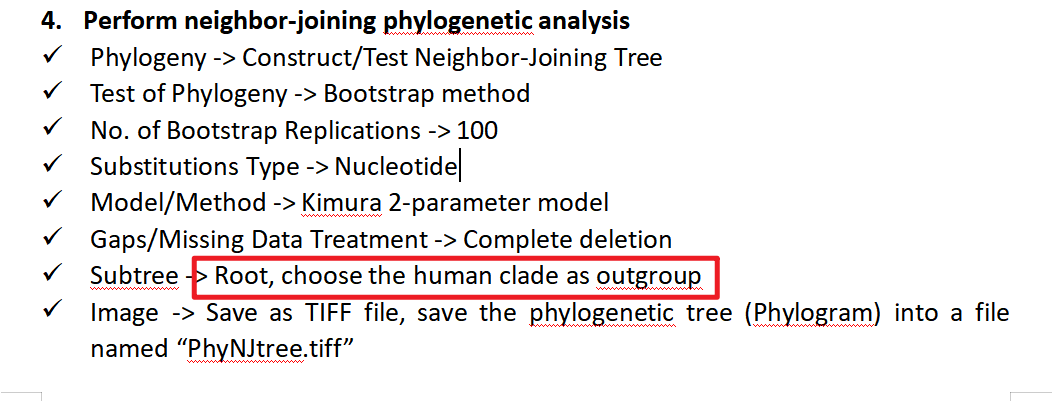 4. Perform neighbor-joining phylogenetic analysis
✓ Phylogeny -> Construct/Test Neighbor-Joining Tree
✓ Test of Phylogeny -> Bootstrap method
✓ No. of Bootstrap Replications -> 100
✓ Substitutions Type -> Nucleotide
✓ Model/Method -> Kimura 2-parameter model
✓ Gaps/Missing Data Treatment -> Complete deletion
✓ Subtree -> Root, choose the human clade as outgroup
✓ Image -> Save as TIFF file, save the phylogenetic tree (Phylogram) into a file
named “PhyNJtree.tiff”